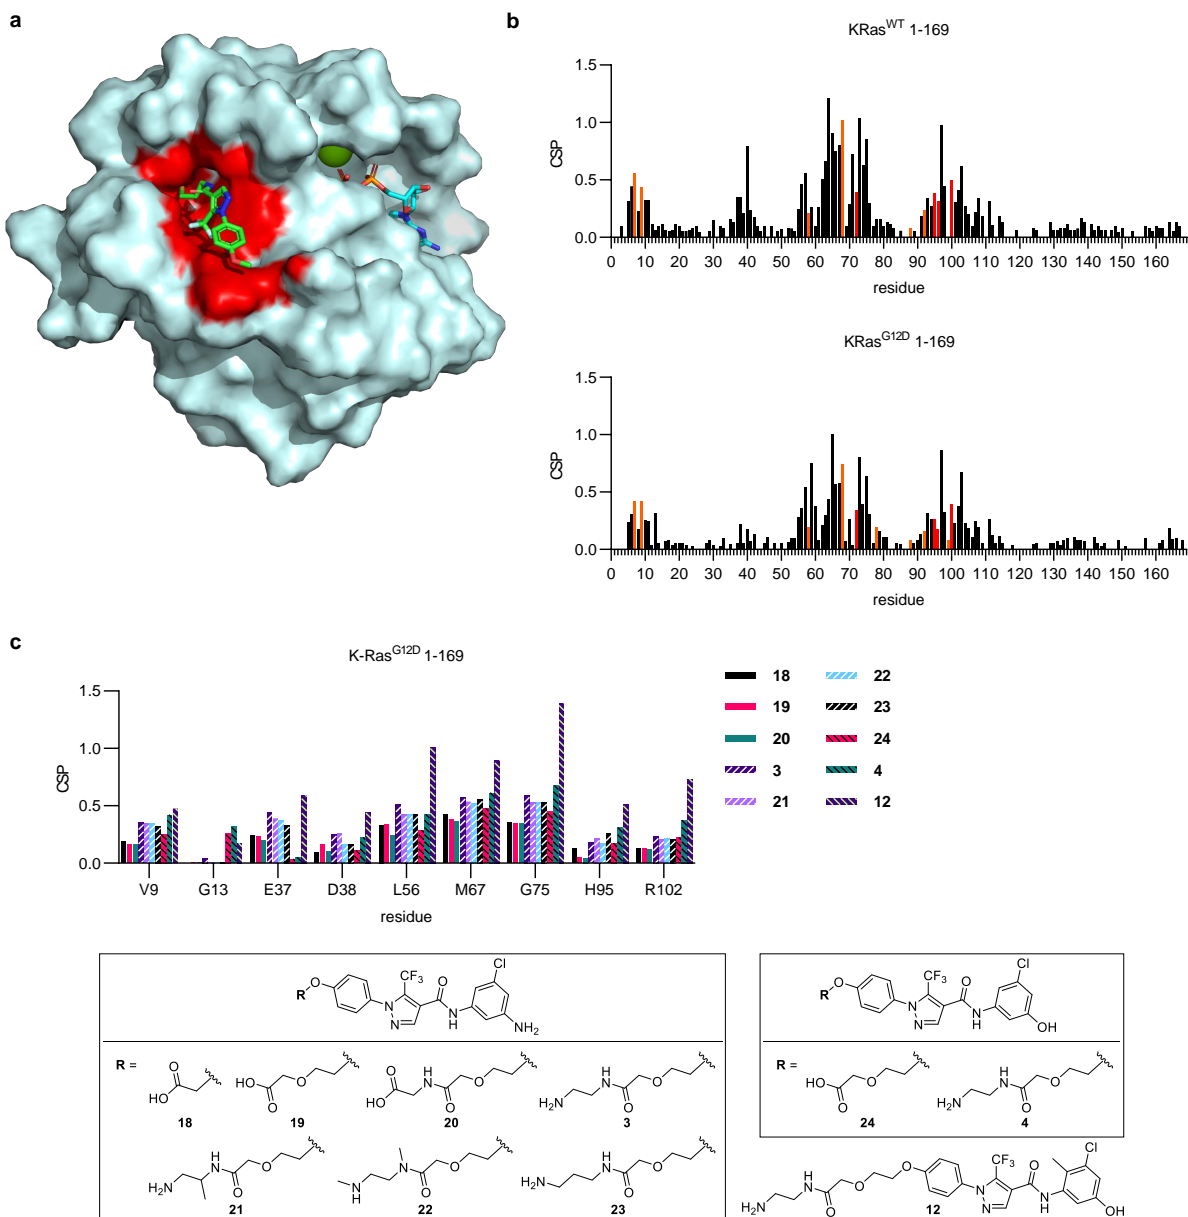 a
b
KRasWT 1-169
1.5
1.0
0.5
0.0
CSP
0 10 20 30 40 50 60 70 80 90 100 110 120 130 140 150 160
residue
KRasG12D 1-169
1.5
1.0
0.5
0.0
CSP
0 10 20 30 40 50 60 70 80 90 100 110 120 130 140 150 160
residue
c
K-RasG12D 1-169
1.5
1.0
0.5
0.0
CSP
V9 G13 E37 D38 L56 M67 G75 H95 R102
residue
18 22
19 23
20 24
3 4
21 12
R O N N CF3 O N H Cl NH2
R =
O HO
18
O HO O
19
O HO H N O O
20
H2N H N O O
3
H2N H N O O
21
N H N O O
22
H2N H N O O
23
R O N N CF3 O N H Cl OH
R =
HO O O
24
H2N H N O O
4
H2N H N O O O N N CF3 O N H Cl OH
12